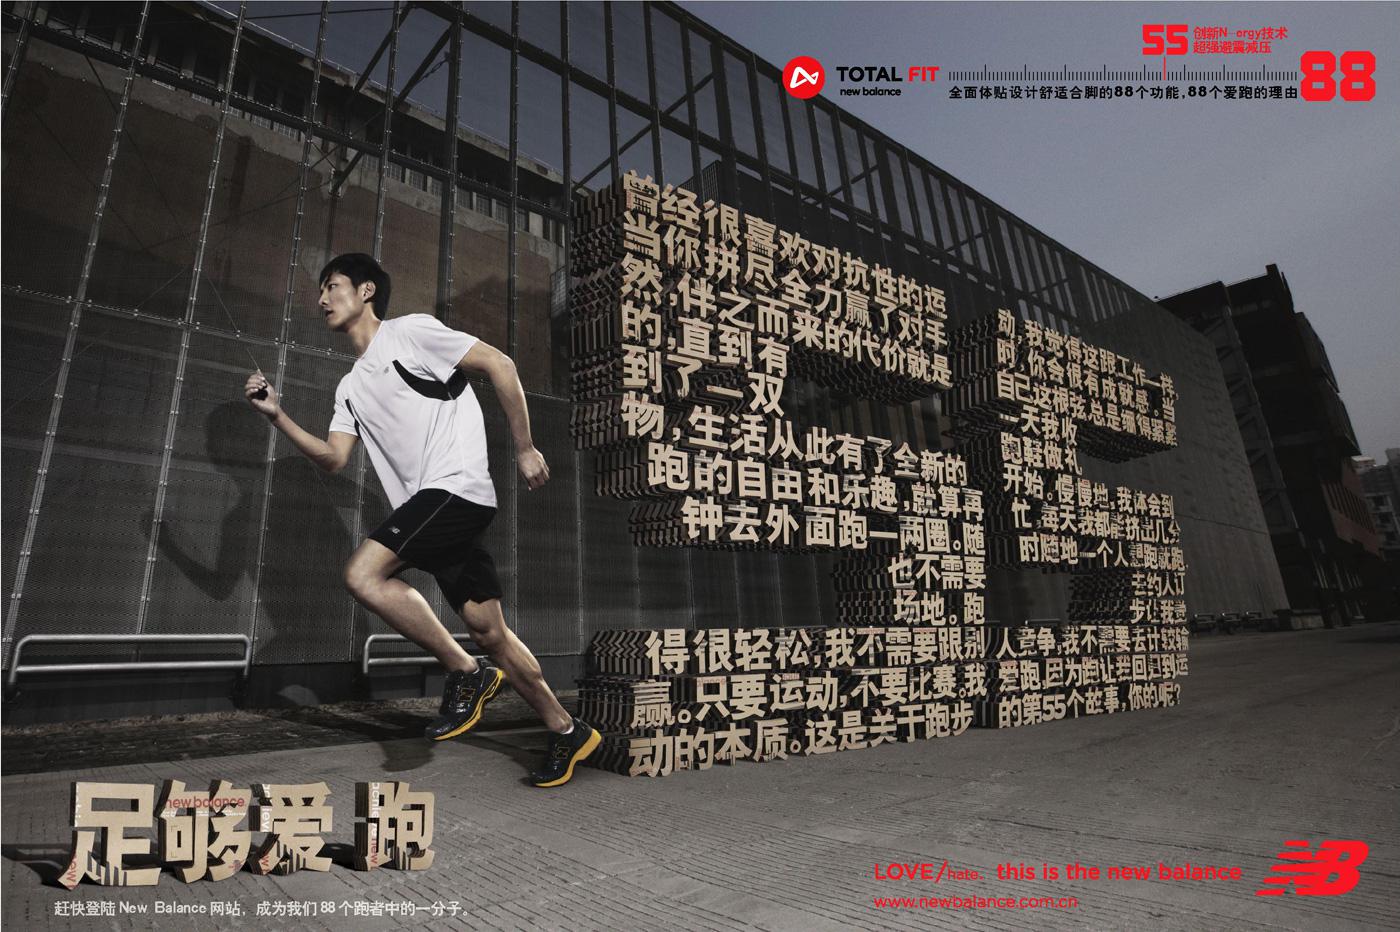 55 创新N-ergy技术
超强避震减压
TOTAL FIT
new balance
全面体贴设计舒适合脚的88个功能,88个爱跑的理由 88
曾经很喜欢对抗性的运动,我觉得这跟工作一样,
当你拼尽全力赢了对手时,你会很有成就感。当
然,伴之而来的代价就是自己这根弦总是绷得紧紧
的,直到有一天我收
到了一双跑鞋做礼
物,生活从此有了全新的开始。慢慢地,我体会到
跑的自由和乐趣,就算再忙,每天我都能挤出几分
钟去外面跑一两圈。随时随地一个人想跑就跑,
也不需要去约人订
场地。跑步让我觉
得很轻松,我不需要跟别人竞争,我不需要去计较输
赢。只要运动,不要比赛。我爱跑,因为跑让我回归到运
动的本质。这是关于跑步的第55个故事,你的呢?
足够爱跑
new balance
赶快登陆 New Balance 网站, 成为我们 88 个跑者中的一分子。
LOVE/hate. this is the new balance
www.newbalance.com.cn